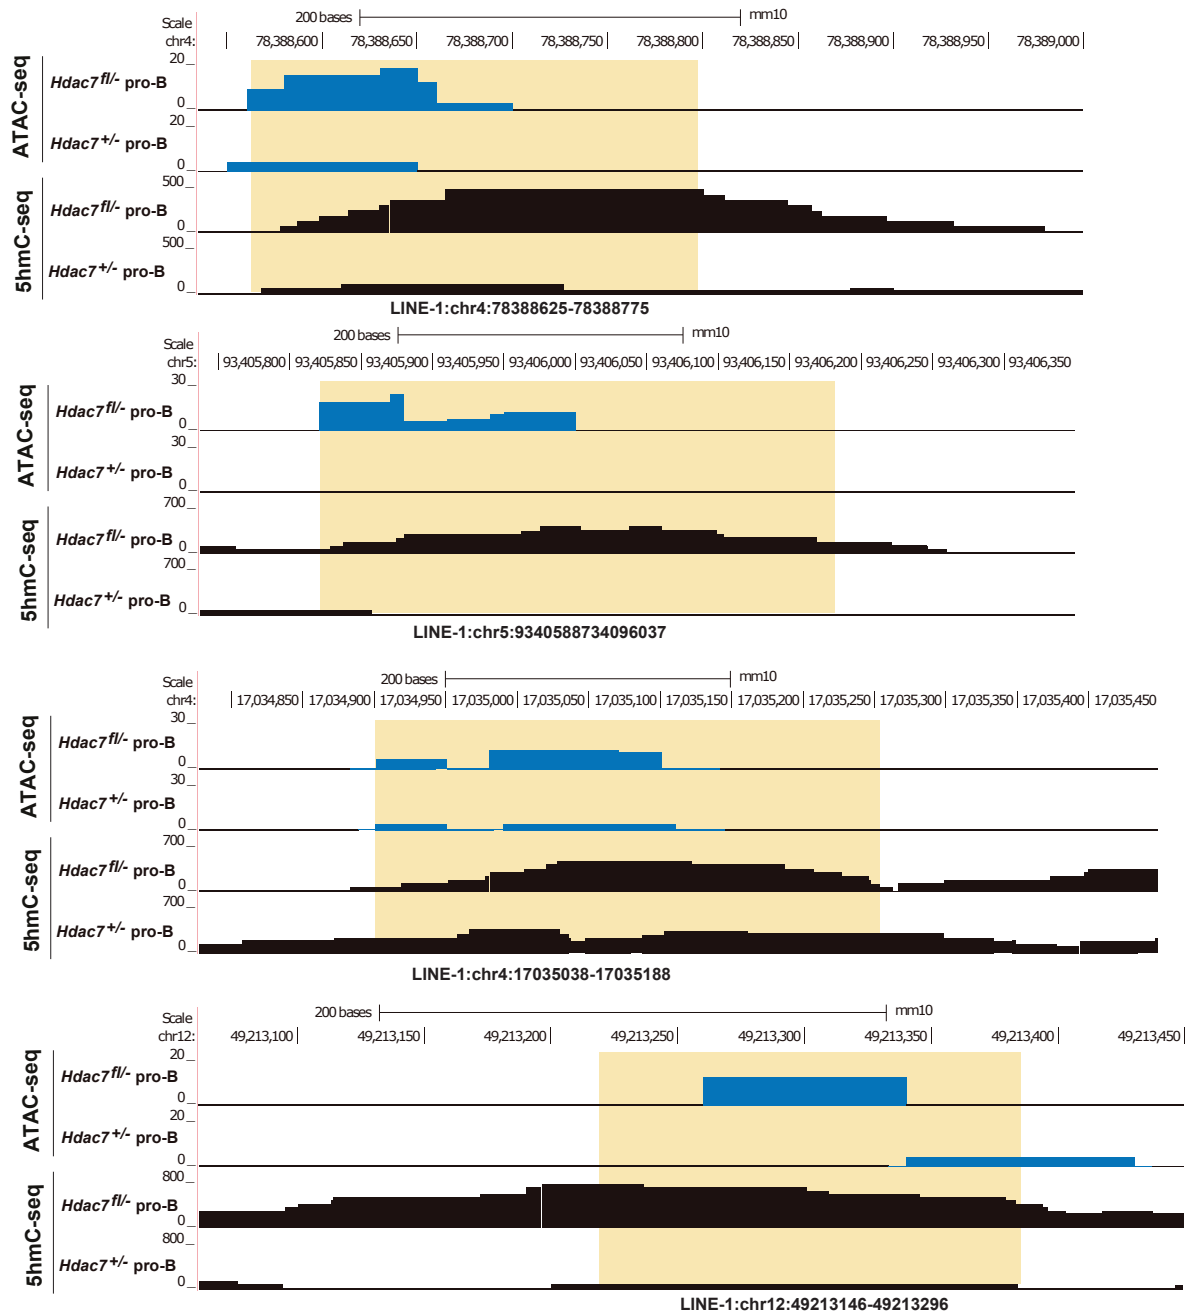 Scale 200 bases mm10
chr4: 78,388,600 78,388,650 78,388,700 78,388,750 78,388,800 78,388,850 78,388,900 78,388,950 78,389,000
ATAC-seq
20
Hdac7fl/- pro-B
0
20
Hdac7+/- pro-B
0
5hmC-seq
500
Hdac7fl/- pro-B
0
500
Hdac7+/- pro-B
0
LINE-1:chr4:78388625-78388775
Scale 200 bases mm10
chr5: 93,405,800 93,405,850 93,405,900 93,405,950 93,406,000 93,406,050 93,406,100 93,406,150 93,406,200 93,406,250 93,406,300 93,406,350
ATAC-seq
30
Hdac7fl/- pro-B
0
30
Hdac7+/- pro-B
0
5hmC-seq
700
Hdac7fl/- pro-B
0
700
Hdac7+/- pro-B
0
LINE-1:chr5:9340588734096037
Scale 200 bases mm10
chr4: 17,034,850 17,034,900 17,034,950 17,035,000 17,035,050 17,035,100 17,035,150 17,035,200 17,035,250 17,035,300 17,035,350 17,035,400 17,035,450
ATAC-seq
30
Hdac7fl/- pro-B
0
30
Hdac7+/- pro-B
0
5hmC-seq
700
Hdac7fl/- pro-B
0
700
Hdac7+/- pro-B
0
LINE-1:chr4:17035038-17035188
Scale 200 bases mm10
chr12: 49,213,100 49,213,150 49,213,200 49,213,250 49,213,300 49,213,350 49,213,400 49,213,450
ATAC-seq
20
Hdac7fl/- pro-B
0
20
Hdac7+/- pro-B
0
5hmC-seq
800
Hdac7fl/- pro-B
0
800
Hdac7+/- pro-B
0
LINE-1:chr12:49213146-49213296